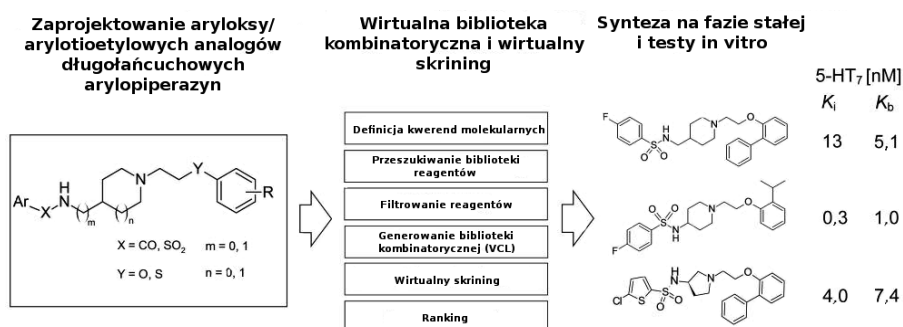 Zaprojektowanie aryloksy/
arylotioetylowych analogów
długołańcuchowych
arylopiperazyn
Wirtualna biblioteka
kombinatoryczna i wirtualny
skrining
Synteza na fazie stałej
i testy in vitro
Ar
X
H
N
( )m
( )n
N
Y
R
X = CO, SO2 m = 0, 1
Y = O, S n = 0, 1
Definicja kwerend molekularnych
Przeszukiwanie biblioteki
reagentów
Filtrowanie reagentów
Generowanie biblioteki
kombinatorycznej (VCL)
Wirtualny skrining
Ranking
5-HT7 [nM]
Ki Kb
F
O
S
O
NH
N
O
13 5,1
O
S
O
N
H
F
N
O
0,3 1,0
Cl
S
S
O
O
H
N
N
O
4,0 7,4